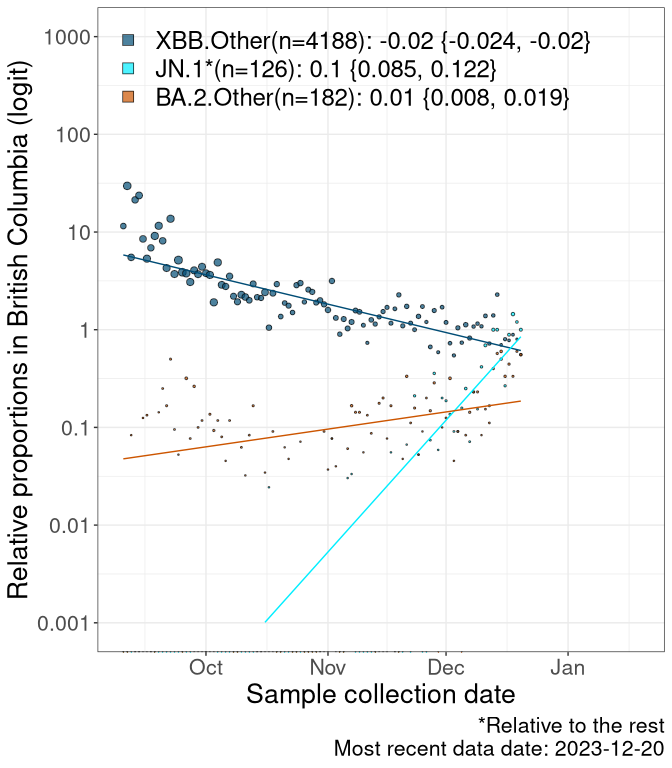 Relative proportions in British Columbia (logit)
1000
100
10
1
0.1
0.01
0.001
XBB.Other(n=4188): -0.02 {-0.024, -0.02}
JN.1*(n=126): 0.1 {0.085, 0.122}
BA.2.Other(n=182): 0.01 {0.008, 0.019}
Oct Nov Dec Jan
Sample collection date
*Relative to the rest
Most recent data date: 2023-12-20